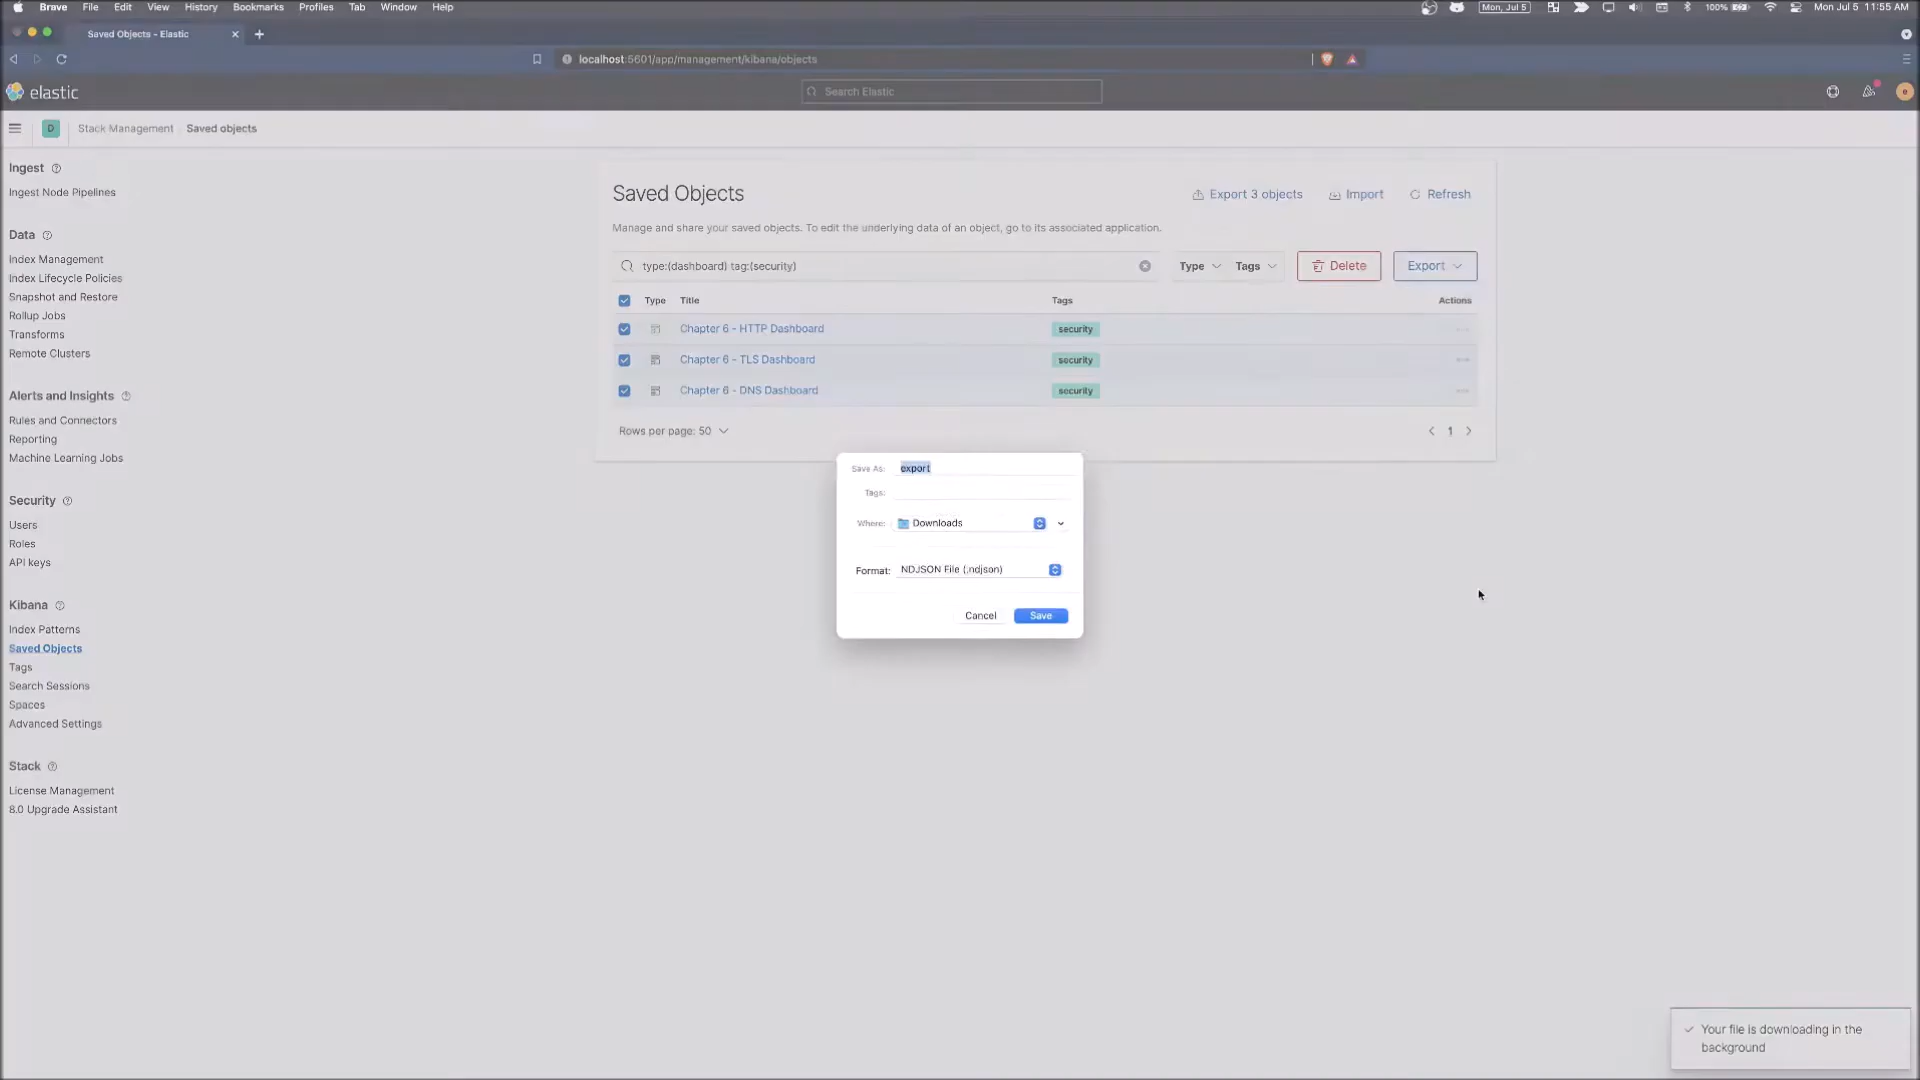 Brave File Edit View History Bookmarks Profiles Tab Window Help
Mon, Jul 5 100% Mon Jul 5 11:55 AM
Saved Objects - Elastic
localhost:5601/app/management/kibana/objects
elastic
Search Elastic
e
D Stack Management Saved objects
Ingest
Ingest Node Pipelines
Data
Index Management
Index Lifecycle Policies
Snapshot and Restore
Rollup Jobs
Transforms
Remote Clusters
Alerts and Insights
Rules and Connectors
Reporting
Machine Learning Jobs
Security
Users
Roles
API keys
Kibana
Index Patterns
Saved Objects
Tags
Search Sessions
Spaces
Advanced Settings
Stack
License Management
8.0 Upgrade Assistant
Saved Objects
Export 3 objects Import Refresh
Manage and share your saved objects. To edit the underlying data of an object, go to its associated application.
type:(dashboard) tag:(security)
Type Tags Delete Export
Type Title Tags Actions
Chapter 6 - HTTP Dashboard security
Chapter 6 - TLS Dashboard security
Chapter 6 - DNS Dashboard security
Rows per page: 50
1
Save As: export
Tags:
Where: Downloads
Format: NDJSON File (.ndjson)
Cancel Save
Your file is downloading in the
background